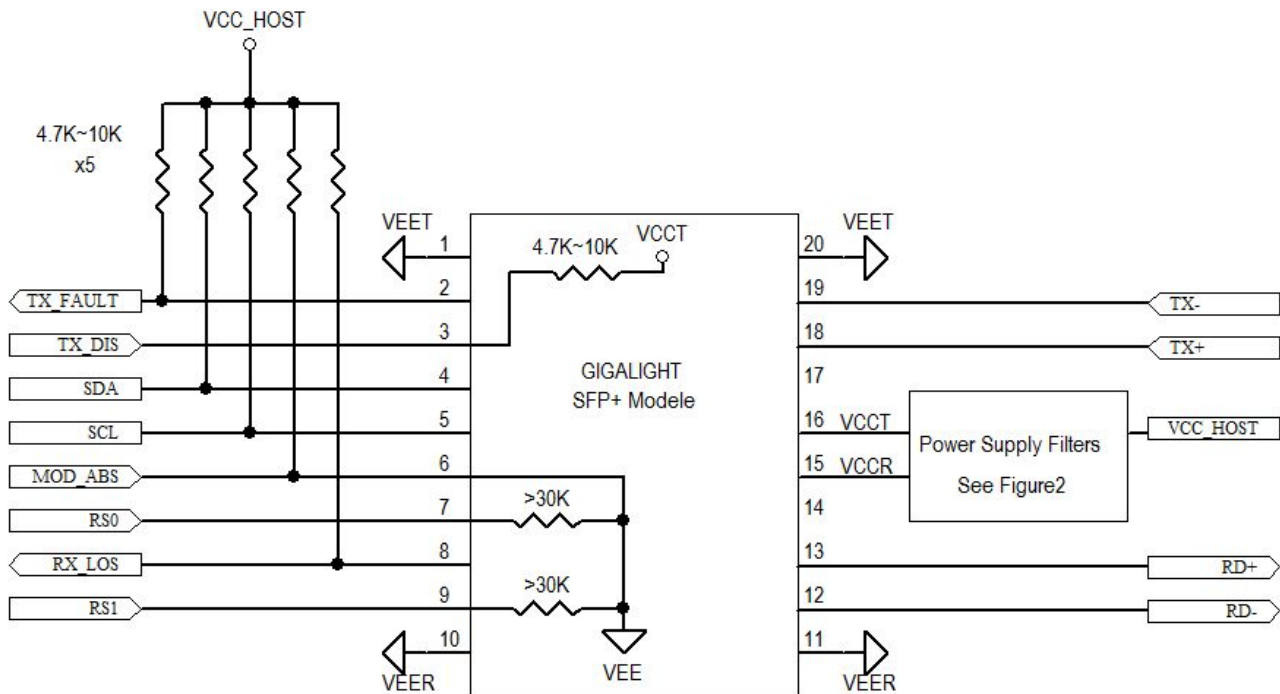 VCC_HOST
4.7K~10K
x5
VEET
1
4.7K~10K
VCCT
20
VEET
TX_FAULT
2
19
TX-
TX_DIS
3
18
TX+
SDA
4
GIGALIGHT
SFP+ Modele
17
SCL
5
16
VCCT
Power Supply Filters
See Figure2
VCC_HOST
MOD_ABS
6
15
VCCR
RS0
7
>30K
14
RX_LOS
8
13
RD+
RS1
9
>30K
12
RD-
10
VEER
VEE
11
VEER